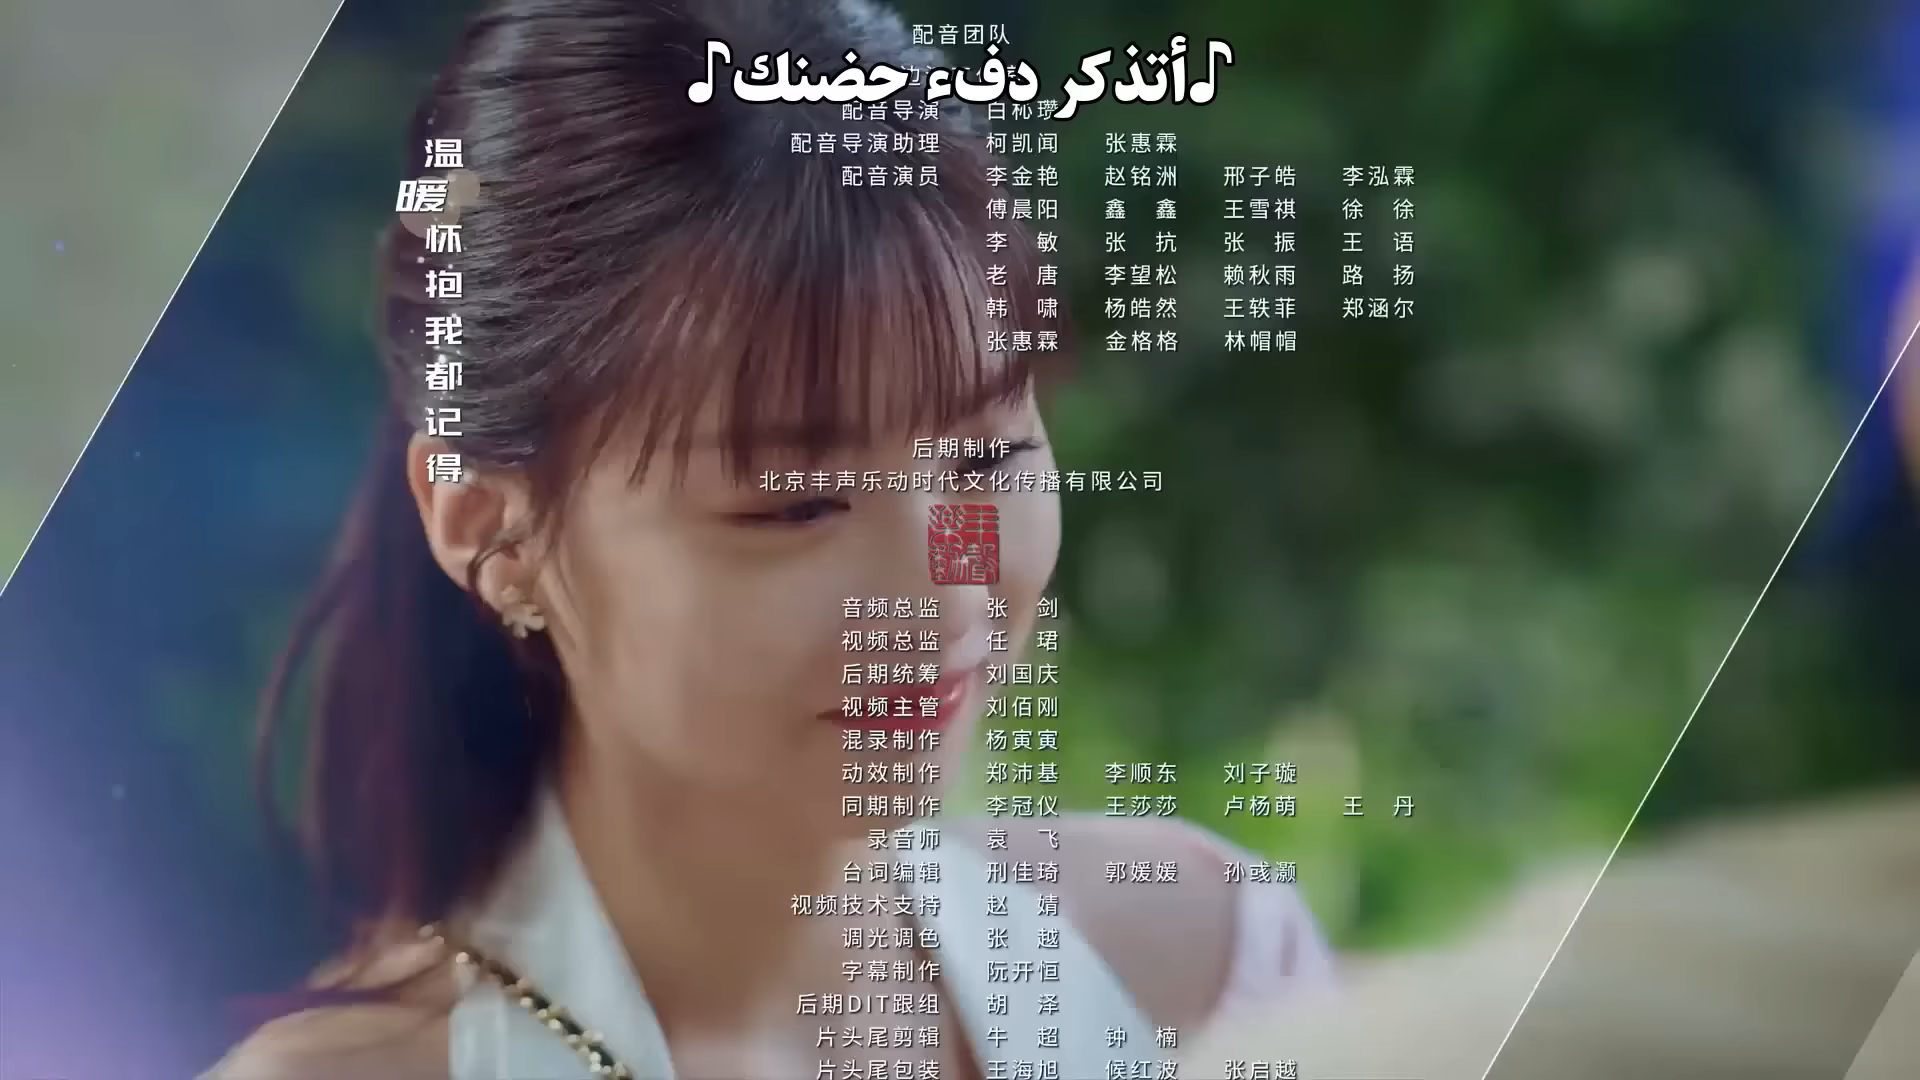 配音团队
♪أتذكر دفء حضنك♪
配音导演 白杺瓒
配音导演助理 柯凯闻 张惠霖
配音演员 李金艳 赵铭洲 邢子皓 李泓霖
傅晨阳 鑫 鑫 王雪祺 徐 徐
李 敏 张 抗 张 振 王 语
老 唐 李望松 赖秋雨 路 扬
韩 啸 杨皓然 王轶菲 郑涵尔
张惠霖 金格格 林帽帽
温暖怀抱我都记得
后期制作
北京丰声乐动时代文化传播有限公司
音频总监 张 剑
视频总监 任 珺
后期统筹 刘国庆
视频主管 刘佰刚
混录制作 杨寅寅
动效制作 郑沛基 李顺东 刘子璇
同期制作 李冠仪 王莎莎 卢杨萌 王 丹
录音师 袁 飞
台词编辑 刑佳琦 郭媛媛 孙彧灏
视频技术支持 赵 婧
调光调色 张 越
字幕制作 阮开恒
后期DIT跟组 胡 泽
片头尾剪辑 牛 超 钟 楠
片头尾包装 王海旭 候红波 张启越